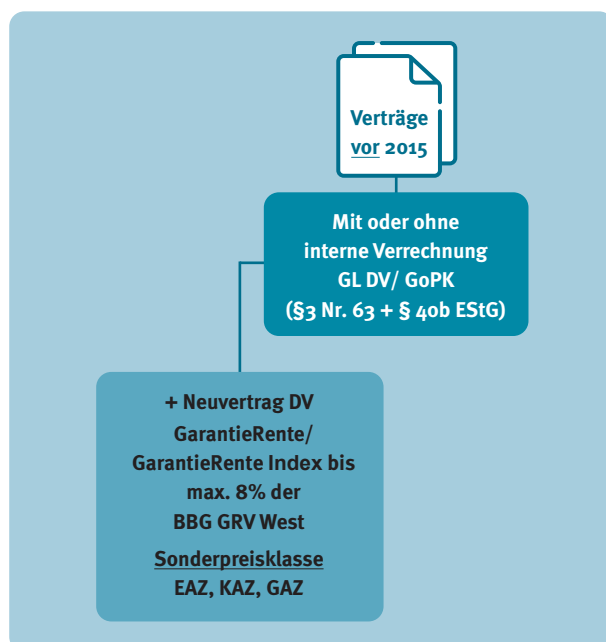 Verträge
vor 2015
Mit oder ohne
interne Verrechnung
GL DV/ GoPK
(§3 Nr. 63 + § 40b EStG)
+ Neuvertrag DV
GarantieRente/
GarantieRente Index bis
max. 8% der
BBG GRV West
Sonderpreisklasse
EAZ, KAZ, GAZ